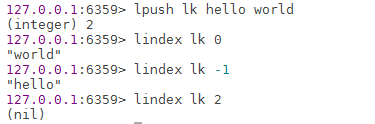 127.0.0.1:6359> lpush lk hello world
(integer) 2
127.0.0.1:6359> lindex lk 0
"world"
127.0.0.1:6359> lindex lk -1
"hello"
127.0.0.1:6359> lindex lk 2
(nil)